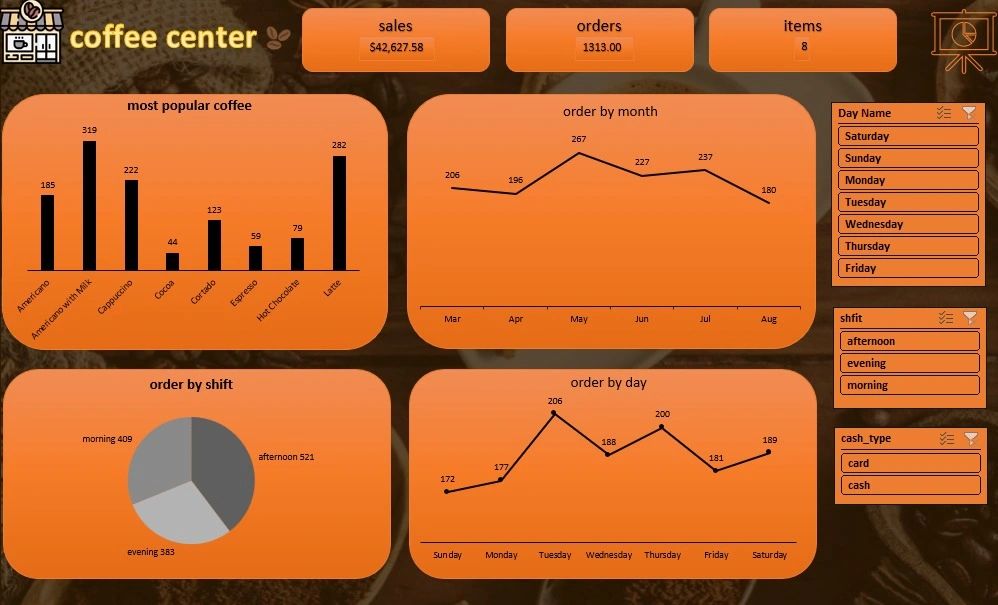 coffee center
sales
$42,627.58
orders
1313.00
items
8
most popular coffee
185
319
222
44
123
59
79
282
Americano
Americano with Milk
Cappuccino
Cocoa
Cortado
Espresso
Hot Chocolate
Latte
order by month
206
196
267
227
237
180
Mar
Apr
May
Jun
Jul
Aug
Day Name
Saturday
Sunday
Monday
Tuesday
Wednesday
Thursday
Friday
shfit
afternoon
evening
morning
order by shift
morning 409
afternoon 521
evening 383
order by day
172
177
206
188
200
181
189
Sunday
Monday
Tuesday
Wednesday
Thursday
Friday
Saturday
cash_type
card
cash